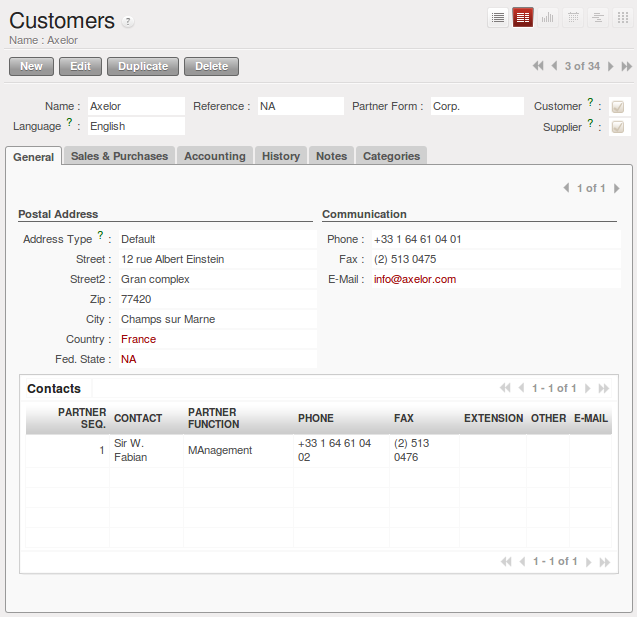 Customers ?
Name : Axelor
New Edit Duplicate Delete 3 of 34
Name : Axelor Reference : NA Partner Form : Corp. Customer ? :
Language ? : English Supplier ? :
General Sales & Purchases Accounting History Notes Categories
1 of 1
Postal Address Communication
Address Type ? : Default Phone : +33 1 64 61 04 01
Street : 12 rue Albert Einstein Fax : (2) 513 0475
Street2 : Gran complex E-Mail : info@axelor.com
Zip : 77420
City : Champs sur Marne
Country : France
Fed. State : NA
Contacts 1 - 1 of 1
PARTNER SEQ. CONTACT PARTNER FUNCTION PHONE FAX EXTENSION OTHER E-MAIL
1 Sir W. Fabian MAnagement +33 1 64 61 04 02 (2) 513 0476
1 - 1 of 1